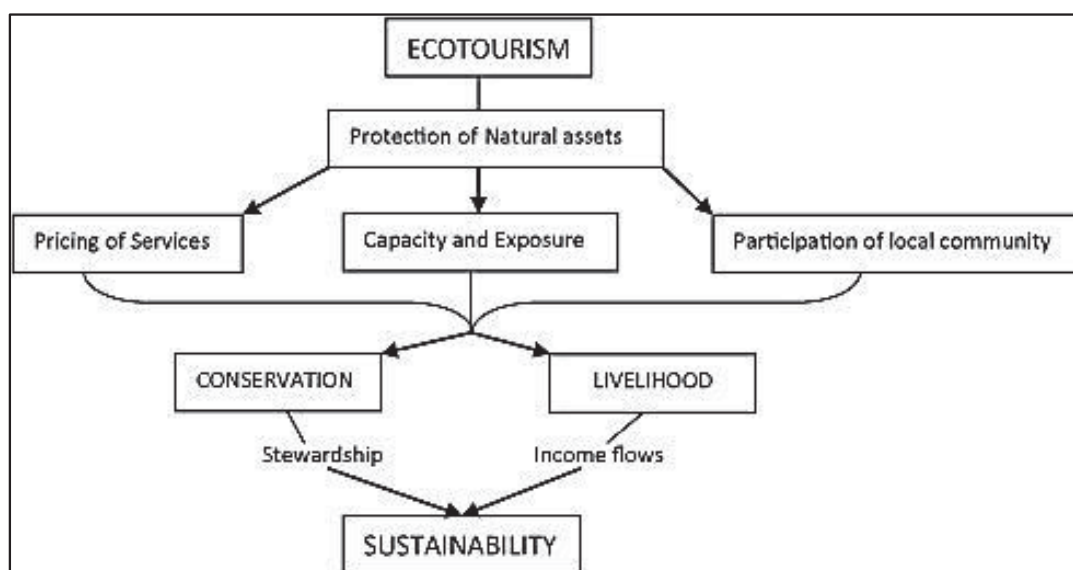 ECOTOURISM
Protection of Natural assets
Pricing of Services
Capacity and Exposure
Participation of local community
CONSERVATION
LIVELIHOOD
Stewardship
Income flows
SUSTAINABILITY